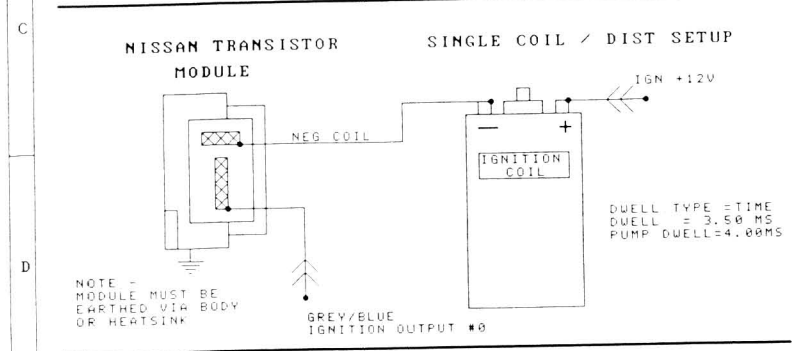 C
NISSAN TRANSISTOR
MODULE
SINGLE COIL / DIST SETUP
IGN +12V
NEG COIL
— +
IGNITION
COIL
DWELL TYPE =TIME
DWELL = 3.50 MS
PUMP DWELL=4.00MS
D
NOTE -
MODULE MUST BE
EARTHED VIA BODY
OR HEATSINK
GREY/BLUE
IGNITION OUTPUT #0